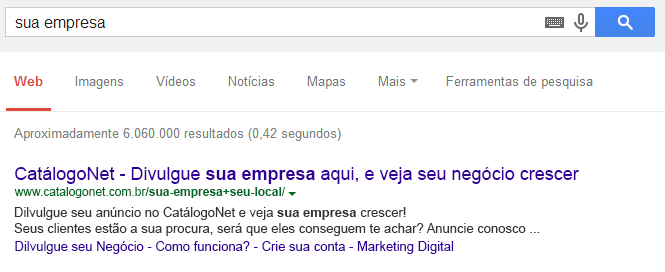 sua empresa
Web Imagens Vídeos Notícias Mapas Mais Ferramentas de pesquisa
Aproximadamente 6.060.000 resultados (0,42 segundos)
CatálogoNet - Divulgue sua empresa aqui, e veja seu negócio crescer
www.catalogonet.com.br/sua-empresa+seu-local/
Dilvulgue seu anúncio no CatálogoNet e veja sua empresa crescer!
Seus clientes estão a sua procura, será que eles conseguem te achar? Anuncie conosco ...
Dilvulgue seu Negócio - Como funciona? - Crie sua conta - Marketing Digital